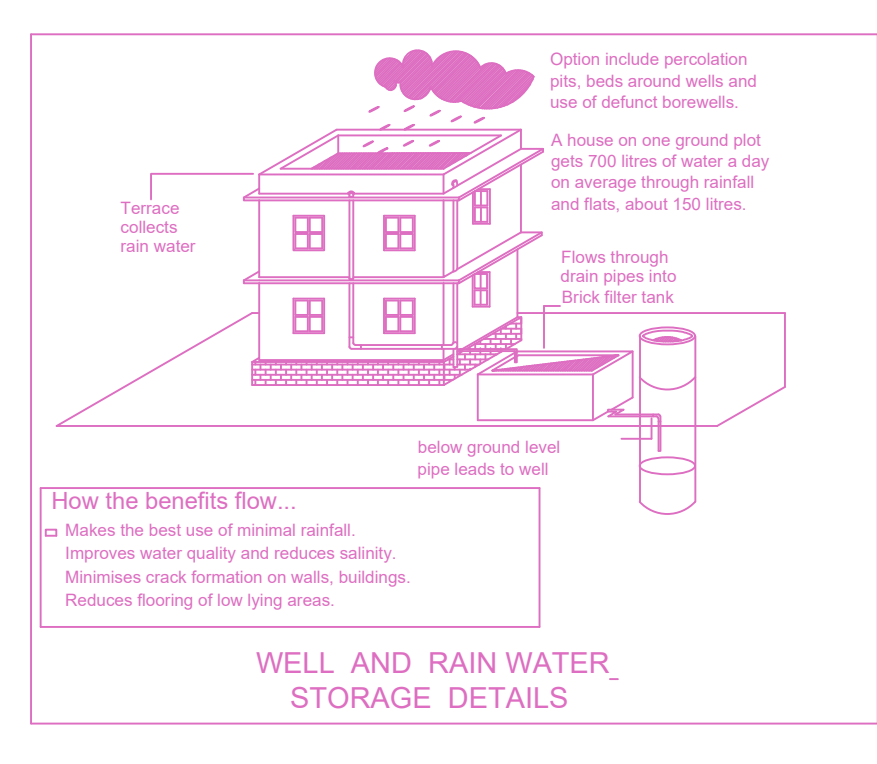 Option include percolation
pits, beds around wells and
use of defunct borewells.
A house on one ground plot
gets 700 litres of water a day
on average through rainfall
and flats, about 150 litres.
Terrace
collects
rain water
Flows through
drain pipes into
Brick filter tank
below ground level
pipe leads to well
How the benefits flow...
Makes the best use of minimal rainfall.
Improves water quality and reduces salinity.
Minimises crack formation on walls, buildings.
Reduces flooring of low lying areas.
WELL AND RAIN WATER_
STORAGE DETAILS